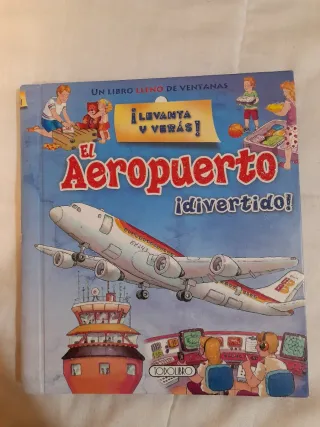 UN LIBRO LLENO DE VENTANAS
¡LEVANTA
Y VERÁS!
El
Aeropuerto
¡divertido!
TODOLIBRO